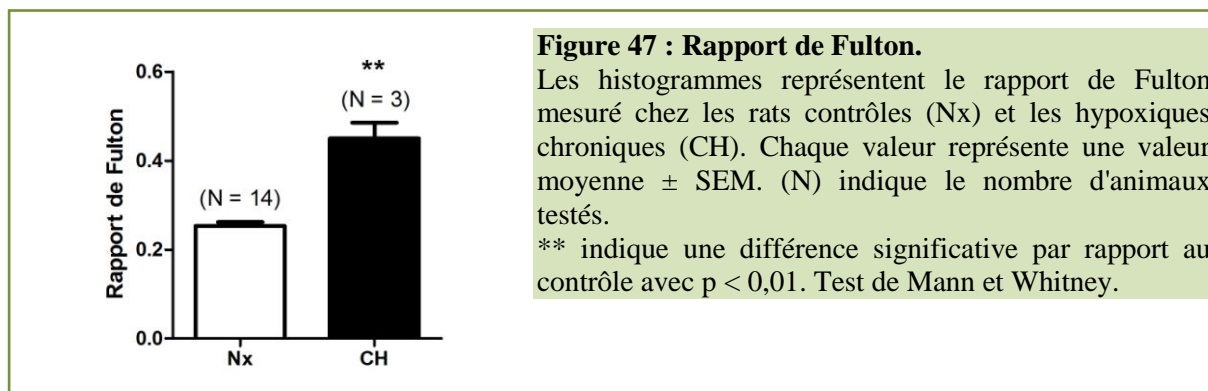 0.6
**
(N = 3)
0.4
(N = 14)
0.2
0.0
Nx
CH
Rapport de Fulton
Figure 47 : Rapport de Fulton.
Les histogrammes représentent le rapport de Fulton
mesuré chez les rats contrôles (Nx) et les hypoxiques
chroniques (CH). Chaque valeur représente une valeur
moyenne ± SEM. (N) indique le nombre d'animaux
testés.
** indique une différence significative par rapport au
contrôle avec p < 0,01. Test de Mann et Whitney.